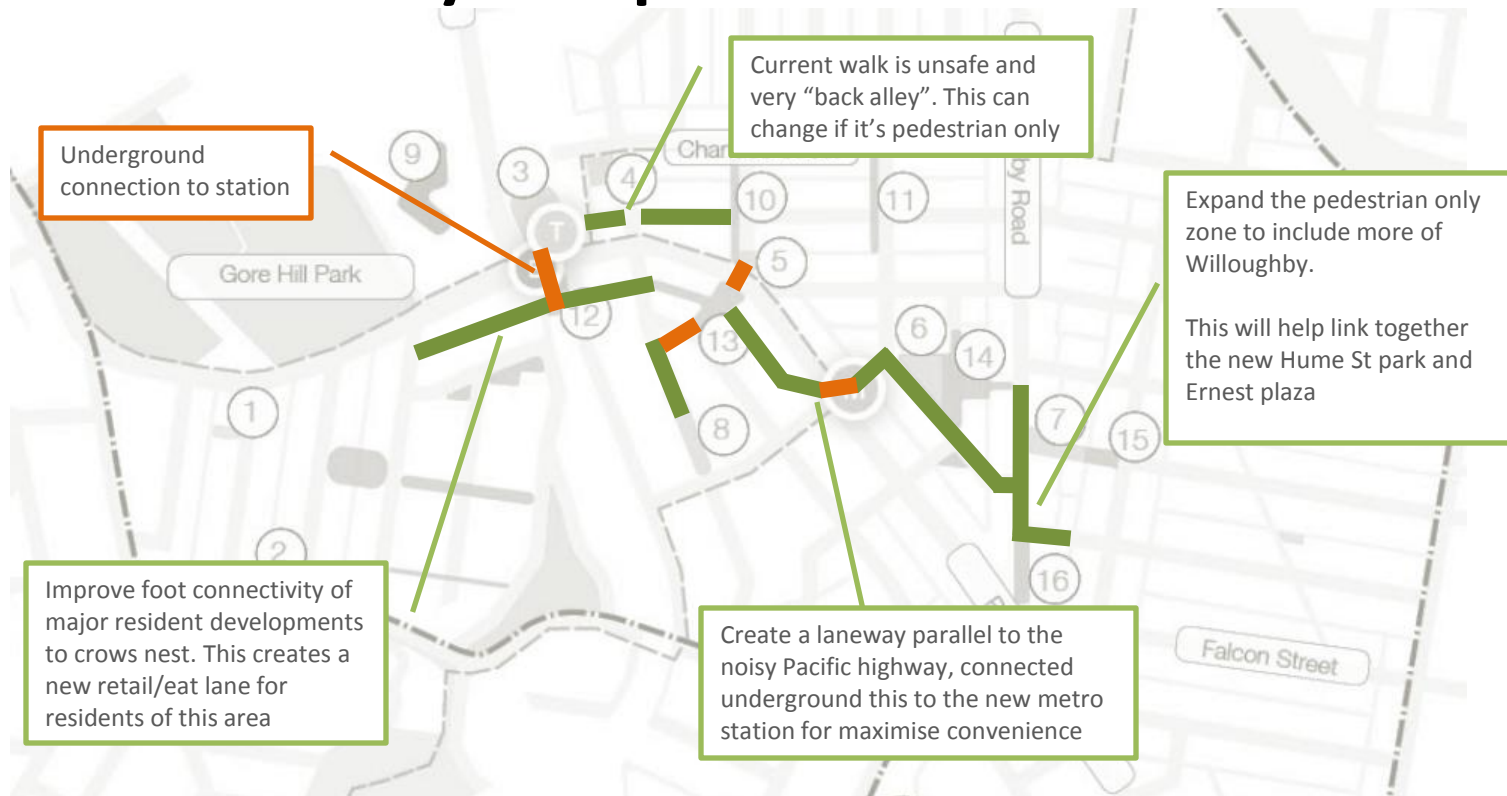 Current walk is unsafe and
very “back alley”. This can
change if it’s pedestrian only
Underground
connection to station
9
3
4
Char
10
11
by Road
Expand the pedestrian only
zone to include more of
Willoughby.
This will help link together
the new Hume St park and
Ernest plaza
T
5
Gore Hill Park
12
13
6
14
1
8
7
15
2
16
Improve foot connectivity of
major resident developments
to crows nest. This creates a
new retail/eat lane for
residents of this area
Create a laneway parallel to the
noisy Pacific highway, connected
underground this to the new metro
station for maximise convenience
Falcon Street